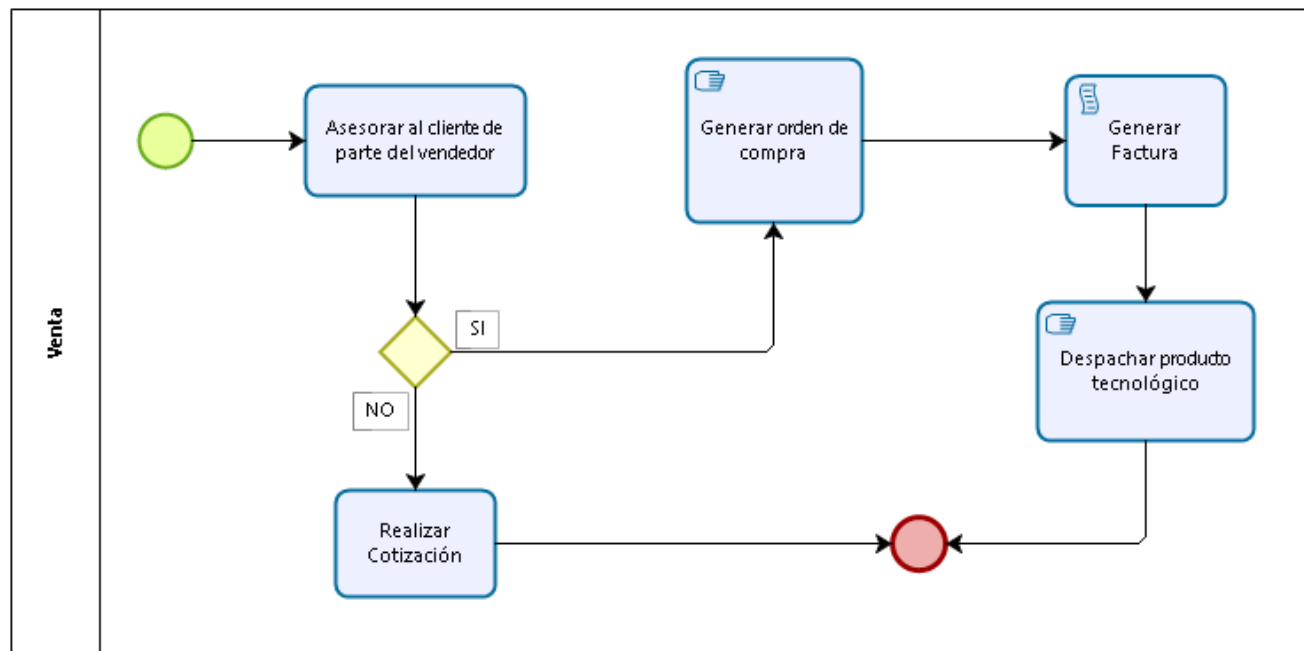 Venta
Asesorar al cliente de
parte del vendedor
Generar orden de
compra
Generar
Factura
SI
NO
Despachar producto
tecnológico
Realizar
Cotización